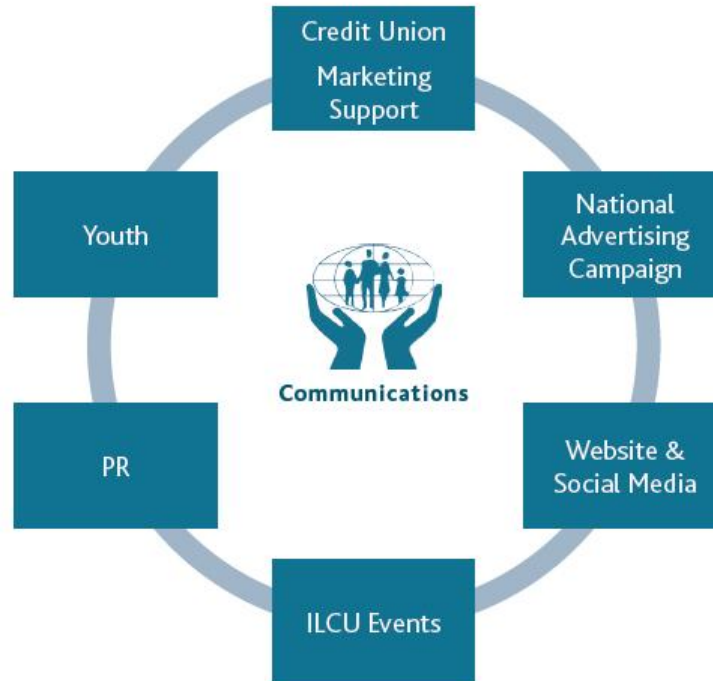 Credit Union
Marketing
Support
National
Advertising
Campaign
Website &
Social Media
ILCU Events
PR
Youth
Communications